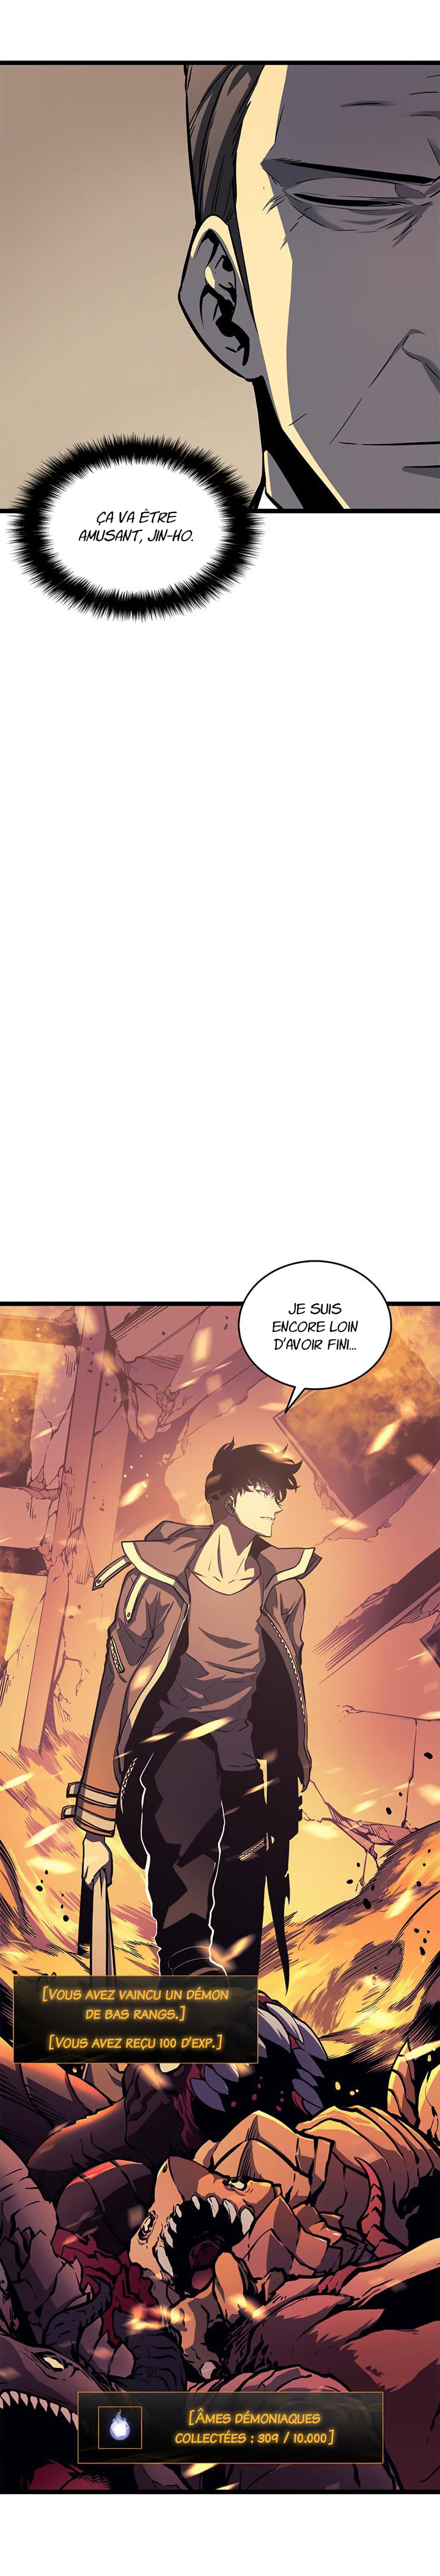 ÇA VA ÊTRE
AMUSANT, JIN-HO.
JE SUIS
ENCORE LOIN
D'AVOIR FINI...
[VOUS AVEZ VAINCU UN DÉMON
DE BAS RANGS.]
[VOUS AVEZ REÇU 100 D'EXP.]
[ÂMES DÉMONIAQUES
COLLECTÉES : 309 / 10.000]